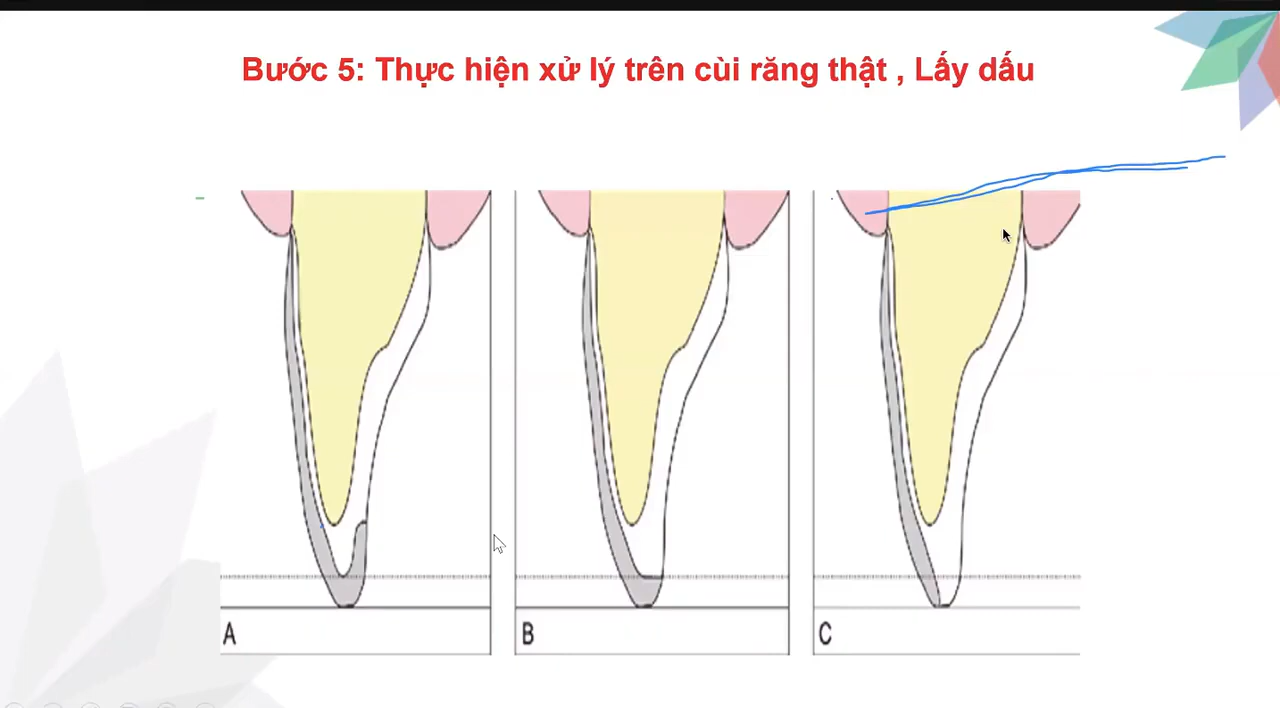 Bước 5: Thực hiện xử lý trên cùi răng thật , Lấy dấu
A
B
C